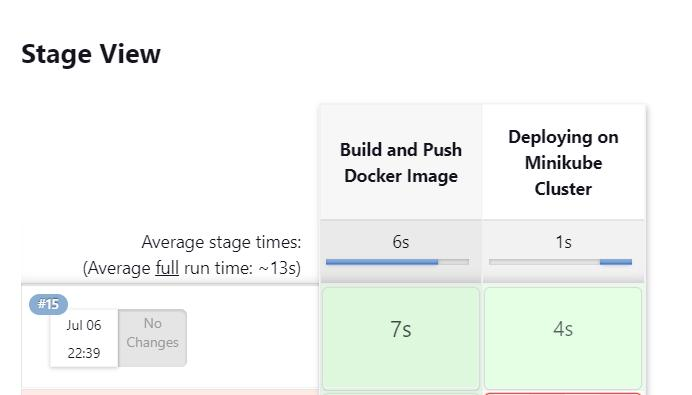 Stage View
Build and Push
Docker Image
Deploying on
Minikube
Cluster
Average stage times:
(Average full run time: ~13s)
6s
1s
#15
Jul 06
22:39
No
Changes
7s
4s